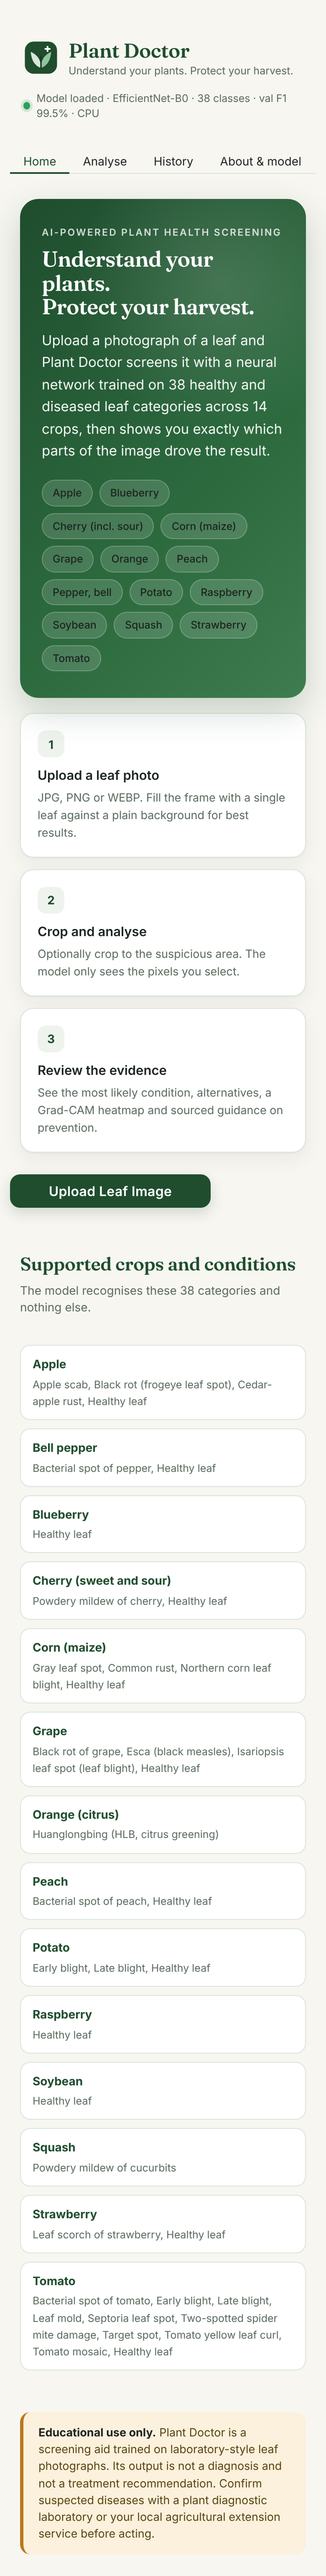 Plant Doctor
Understand your plants. Protect your harvest.
Model loaded · EfficientNet-B0 · 38 classes · val F1
99.5% · CPU
Home
Analyse
History
About & model
AI-POWERED PLANT HEALTH SCREENING
Understand your
plants.
Protect your harvest.
Upload a photograph of a leaf and
Plant Doctor screens it with a neural
network trained on 38 healthy and
diseased leaf categories across 14
crops, then shows you exactly which
parts of the image drove the result.
Apple
Blueberry
Cherry (incl. sour)
Corn (maize)
Grape
Orange
Peach
Pepper, bell
Potato
Raspberry
Soybean
Squash
Strawberry
Tomato
1
Upload a leaf photo
JPG, PNG or WEBP. Fill the frame with a single
leaf against a plain background for best
results.
2
Crop and analyse
Optionally crop to the suspicious area. The
model only sees the pixels you select.
3
Review the evidence
See the most likely condition, alternatives, a
Grad-CAM heatmap and sourced guidance on
prevention.
Upload Leaf Image
Supported crops and conditions
The model recognises these 38 categories and
nothing else.
Apple
Apple scab, Black rot (frogeye leaf spot), Cedar-
apple rust, Healthy leaf
Bell pepper
Bacterial spot of pepper, Healthy leaf
Blueberry
Healthy leaf
Cherry (sweet and sour)
Powdery mildew of cherry, Healthy leaf
Corn (maize)
Gray leaf spot, Common rust, Northern corn leaf
blight, Healthy leaf
Grape
Black rot of grape, Esca (black measles), Isariopsis
leaf spot (leaf blight), Healthy leaf
Orange (citrus)
Huanglongbing (HLB, citrus greening)
Peach
Bacterial spot of peach, Healthy leaf
Potato
Early blight, Late blight, Healthy leaf
Raspberry
Healthy leaf
Soybean
Healthy leaf
Squash
Powdery mildew of cucurbits
Strawberry
Leaf scorch of strawberry, Healthy leaf
Tomato
Bacterial spot of tomato, Early blight, Late blight,
Leaf mold, Septoria leaf spot, Two-spotted spider
mite damage, Target spot, Tomato yellow leaf curl,
Tomato mosaic, Healthy leaf
Educational use only. Plant Doctor is a
screening aid trained on laboratory-style leaf
photographs. Its output is not a diagnosis and
not a treatment recommendation. Confirm
suspected diseases with a plant diagnostic
laboratory or your local agricultural extension
service before acting.